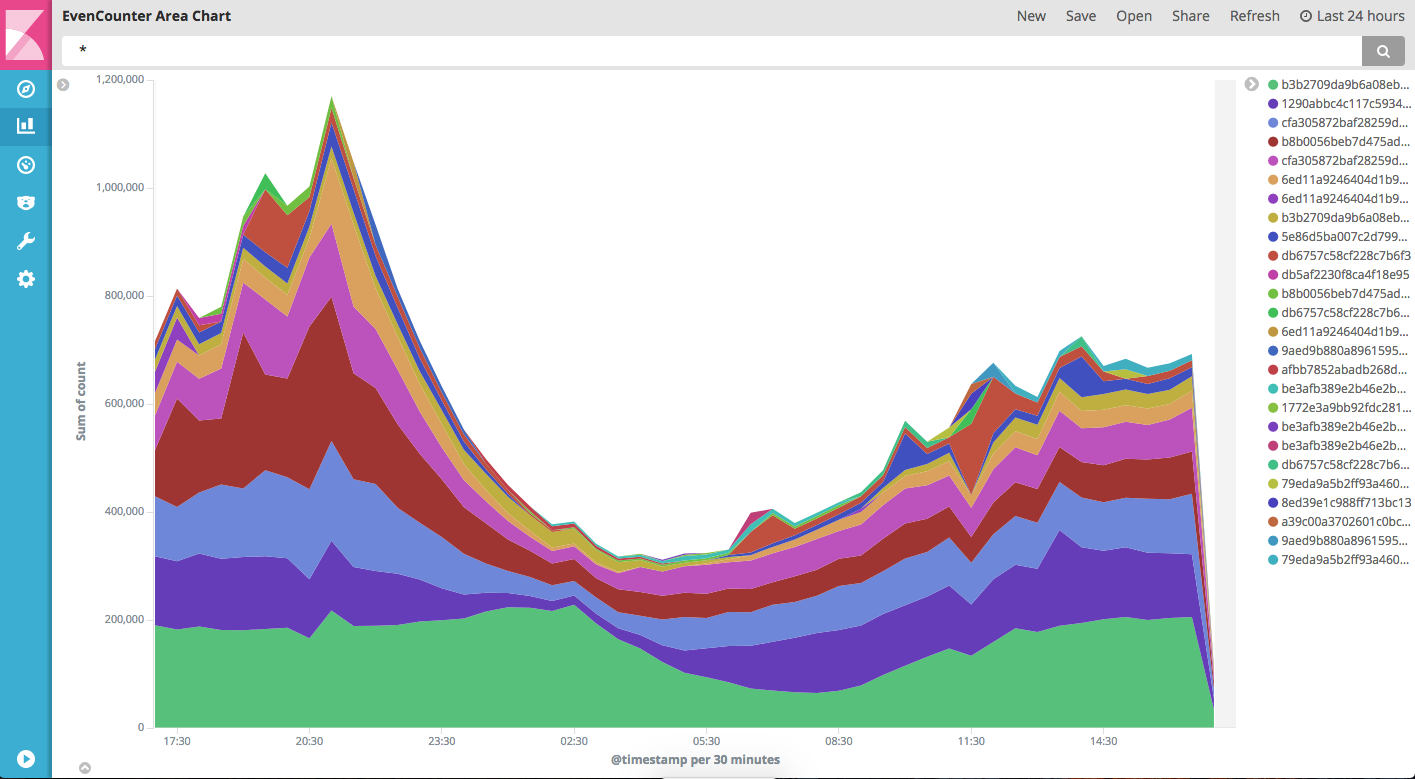 EvenCounter Area Chart
New Save Open Share Refresh Last 24 hours
*
1,200,000
1,000,000
800,000
600,000
400,000
200,000
0
Sum of count
17:30 20:30 23:30 02:30 05:30 08:30 11:30 14:30
@timestamp per 30 minutes
b3b2709da9b6a08eb...
1290abbc4c117c5934...
cfa305872baf28259d...
b8b0056beb7d475ad...
cfa305872baf28259d...
6ed11a9246404d1b9...
6ed11a9246404d1b9...
b3b2709da9b6a08eb...
5e86d5ba007c2d799...
db6757c58cf228c7b6f3
db5af2230f8ca4f18e95
b8b0056beb7d475ad...
db6757c58cf228c7b6...
6ed11a9246404d1b9...
9aed9b880a8961595...
afbb7852abadb268d...
be3afb389e2b46e2b...
1772e3a9bb92fdc281...
be3afb389e2b46e2b...
be3afb389e2b46e2b...
db6757c58cf228c7b6...
79eda9a5b2ff93a460...
8ed39e1c988ff713bc13
a39c00a3702601c0bc...
9aed9b880a8961595...
79eda9a5b2ff93a460...